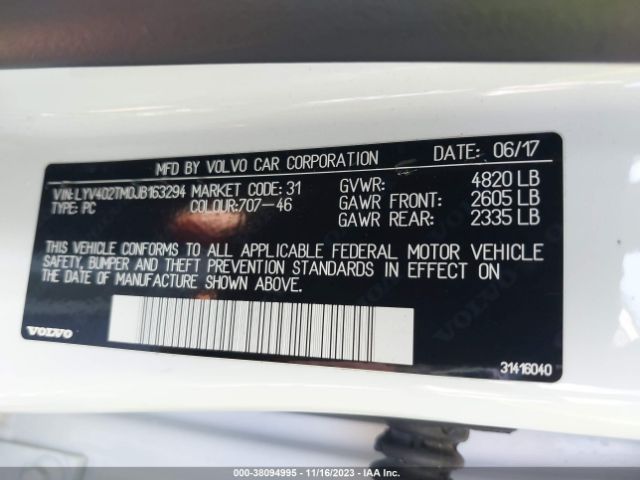 MFD BY VOLVO CAR CORPORATION DATE: 06/17
VIN: LYV402TM0JB163294 MARKET CODE: 31 GVWR: 4820 LB
TYPE: PC COLOUR: 707-46 GAWR FRONT: 2605 LB
GAWR REAR: 2335 LB
THIS VEHICLE CONFORMS TO ALL APPLICABLE FEDERAL MOTOR VEHICLE
SAFETY, BUMPER AND THEFT PREVENTION STANDARDS IN EFFECT ON
THE DATE OF MANUFACTURE SHOWN ABOVE.
VOLVO
31416040
000-38094995 - 11/16/2023 - IAA Inc.